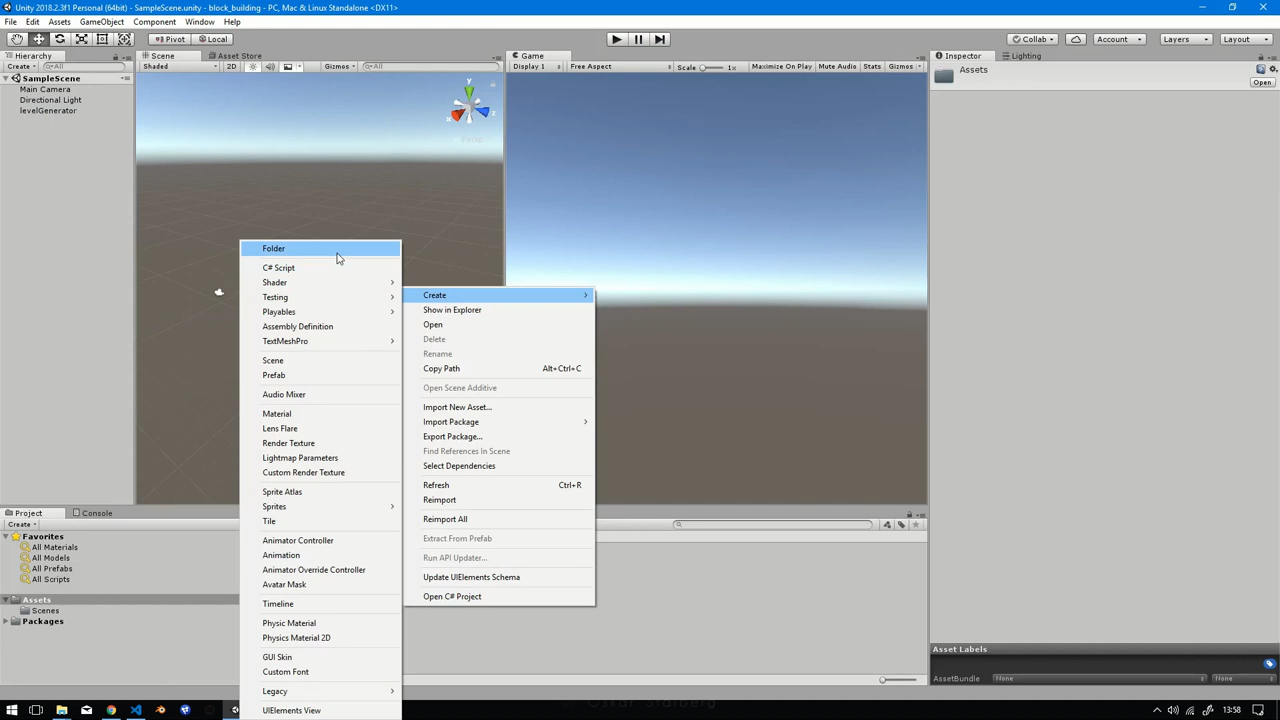 Unity 2018.2.3f1 Personal (64bit) - SampleScene.unity - block_building - PC, Mac & Linux Standalone <DX11>
File Edit Assets GameObject Component Window Help
Pivot Local Collab Account Layers Layout
Hierarchy Scene Asset Store Game Inspector Lighting
Create All Shaded 2D Gizmos All Display 1 Free Aspect Scale 1x Maximize On Play Mute Audio Stats Gizmos Assets
Open
SampleScene
Main Camera
Directional Light
levelGenerator
y
x
z
Persp
Folder
C# Script
Shader
Testing
Playables
Assembly Definition
TextMeshPro
Scene
Prefab
Audio Mixer
Material
Lens Flare
Render Texture
Lightmap Parameters
Custom Render Texture
Sprite Atlas
Sprites
Tile
Animator Controller
Animation
Animator Override Controller
Avatar Mask
Timeline
Physic Material
Physics Material 2D
GUI Skin
Custom Font
Legacy
UIElements View
Create
Show in Explorer
Open
Delete
Rename
Copy Path Alt+Ctrl+C
Open Scene Additive
Import New Asset...
Import Package
Export Package...
Find References In Scene
Select Dependencies
Refresh Ctrl+R
Reimport
Reimport All
Extract From Prefab
Run API Updater...
Update UIElements Schema
Open C# Project
Project Console
Create
Favorites
All Materials
All Models
All Prefabs
All Scripts
Assets
Scenes
Packages
Asset Labels
AssetBundle None None
Oskar Stålberg
13:58